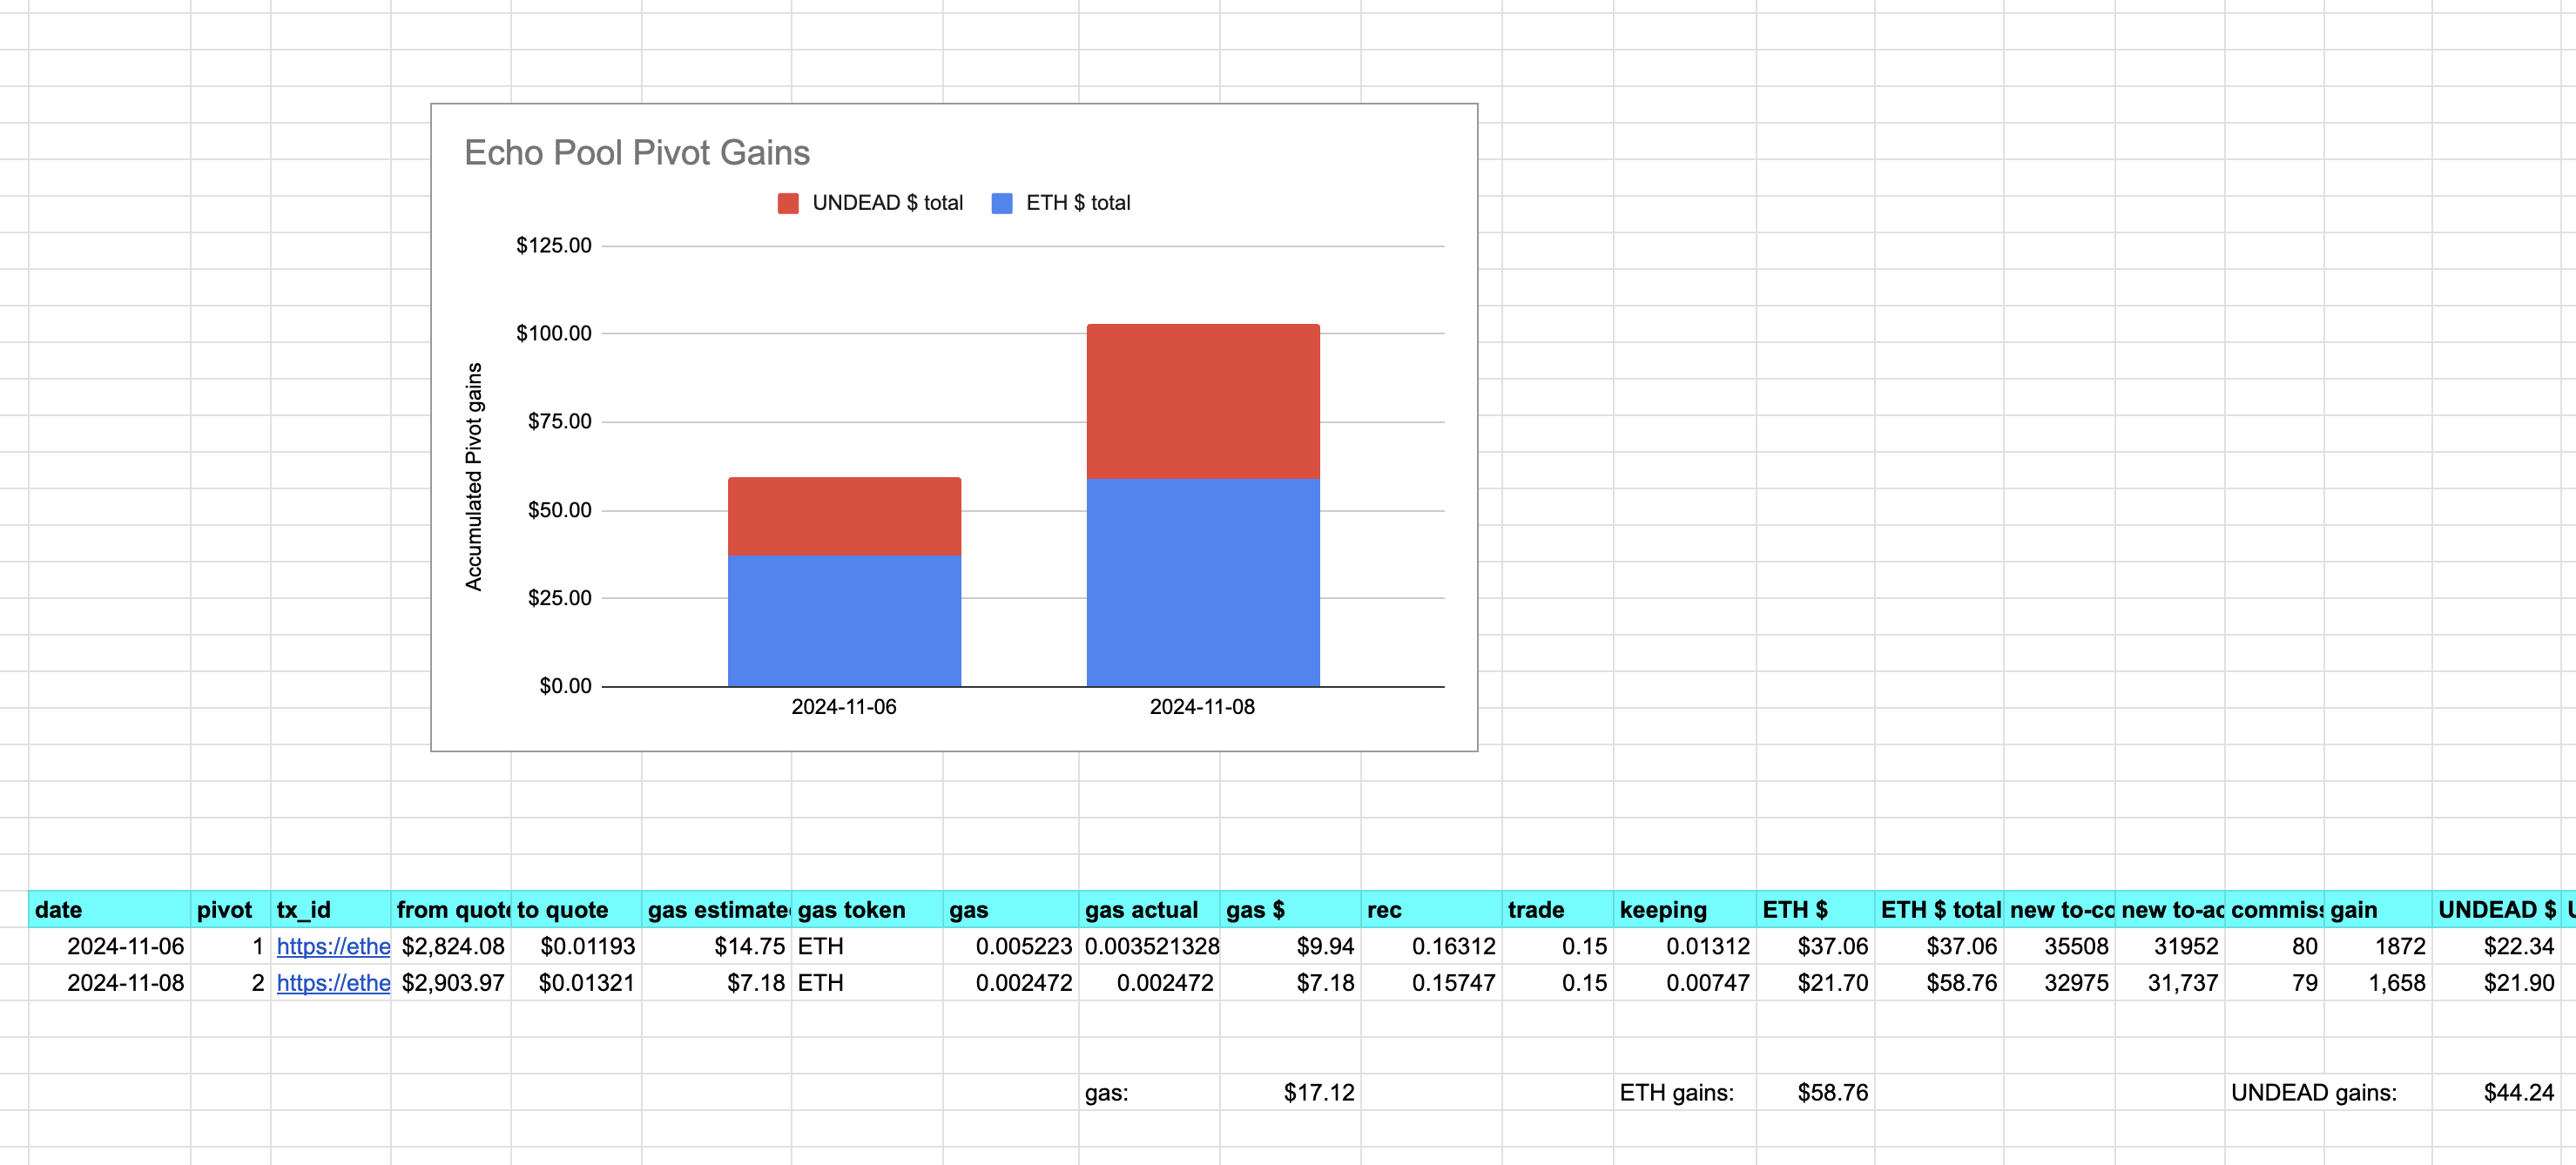 Echo Pool Pivot Gains
UNDEAD $ total ETH $ total
$125.00
$100.00
$75.00
$50.00
$25.00
$0.00
Accumulated Pivot gains
2024-11-06 2024-11-08
date pivot tx_id from quote to quote gas estimate gas token gas gas actual gas $ rec trade keeping ETH $ ETH $ total new to-co new to-ac commiss gain UNDEAD $ U
2024-11-06 1 https://ethe $2,824.08 $0.01193 $14.75 ETH 0.005223 0.003521328 $9.94 0.16312 0.15 0.01312 $37.06 $37.06 35508 31952 80 1872 $22.34
2024-11-08 2 https://ethe $2,903.97 $0.01321 $7.18 ETH 0.002472 0.002472 $7.18 0.15747 0.15 0.00747 $21.70 $58.76 32975 31,737 79 1,658 $21.90
gas: $17.12 ETH gains: $58.76 UNDEAD gains: $44.24